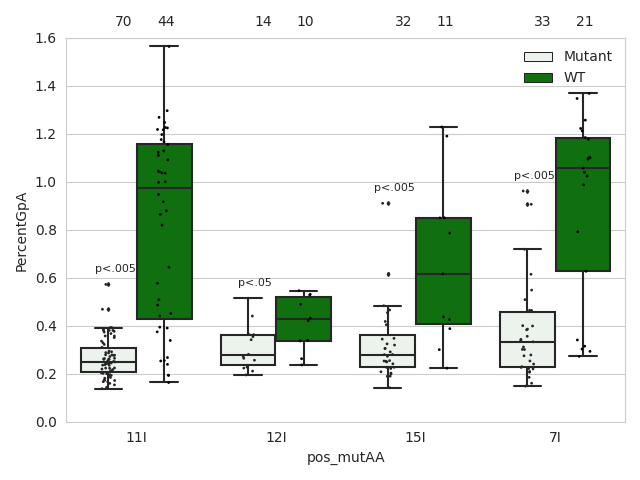 70 44 14 10 32 11 33 21
1.6
Mutant
WT
1.4
1.2
1.0
0.8
0.6
0.4
0.2
0.0
PercentGpA
p<.005
p<.05
p<.005
p<.005
11I 12I 15I 7I
pos_mutAA